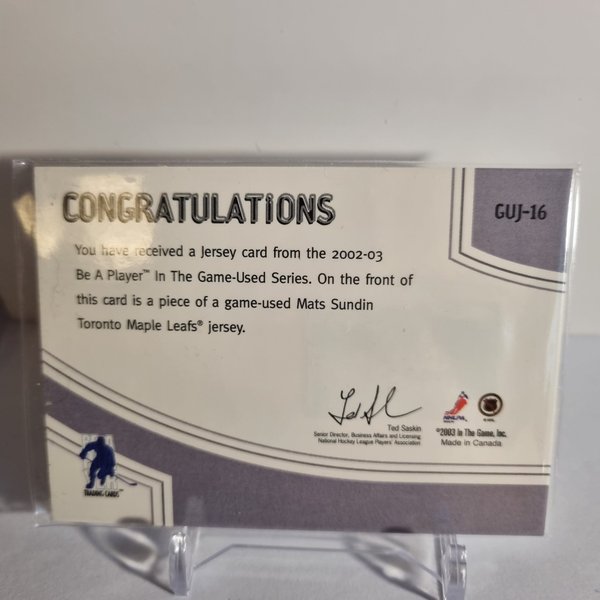 CONGRATULATIONS
GUJ-16
You have received a Jersey card from the 2002-03
Be A Player™ In The Game-Used Series. On the front of
this card is a piece of a game-used Mats Sundin
Toronto Maple Leafs® jersey.
Ted Saskin
Senior Director, Business Affairs and Licensing
National Hockey League Players' Association
NHLPA
©2003 In The Game, Inc.
Made in Canada
TRADING CARDS™